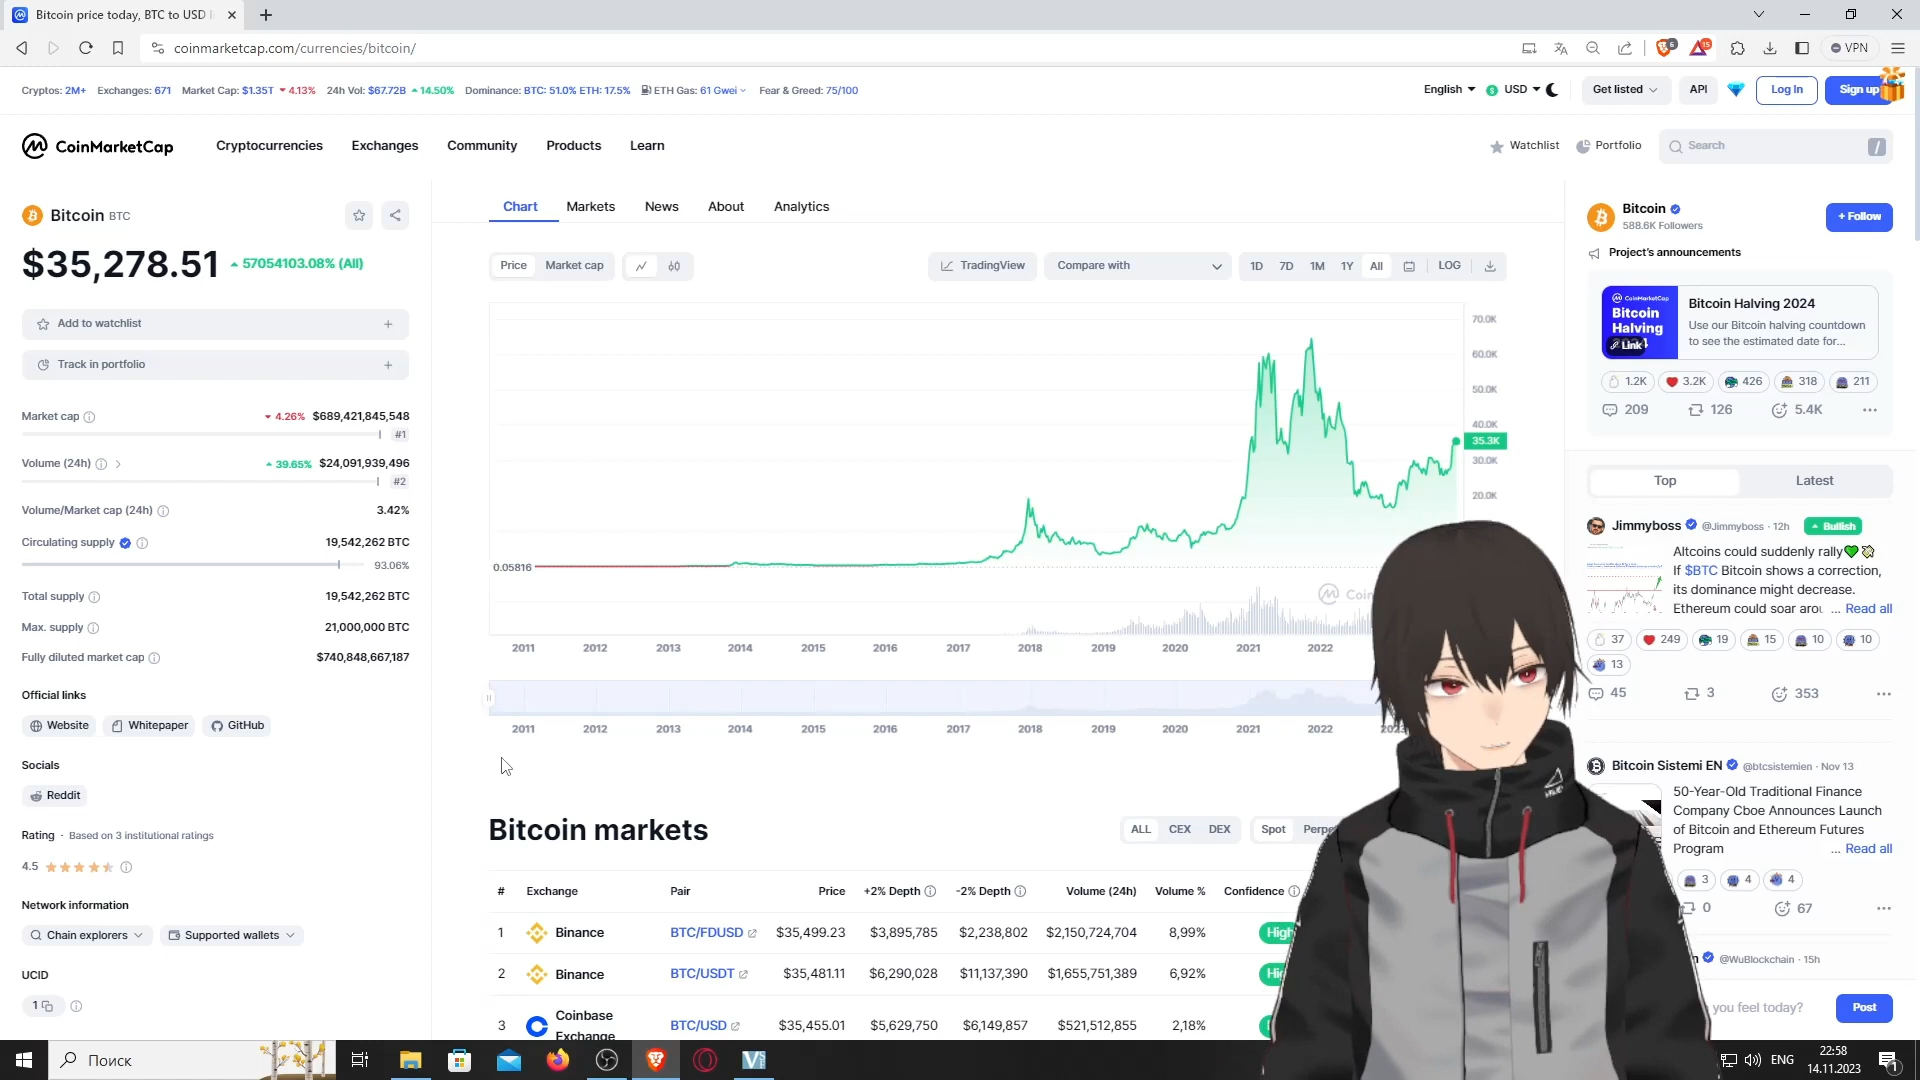 Bitcoin price today, BTC to USD
coinmarketcap.com/currencies/bitcoin/
6
15
VPN
Cryptos: 2M+ Exchanges: 671 Market Cap: $1.35T 4.13% 24h Vol: $67.72B 14.50% Dominance: BTC: 51.0% ETH: 17.5% ETH Gas: 61 Gwei Fear & Greed: 75/100
English USD Get listed API Log In Sign up
CoinMarketCap Cryptocurrencies Exchanges Community Products Learn
Watchlist Portfolio Search /
Bitcoin BTC
$35,278.51 57054103.08% (All)
Add to watchlist +
Track in portfolio +
Market cap 4.26% $689,421,845,548
#1
Volume (24h) 39.65% $24,091,939,496
#2
Volume/Market cap (24h) 3.42%
Circulating supply 19,542,262 BTC
93.06%
Total supply 19,542,262 BTC
Max. supply 21,000,000 BTC
Fully diluted market cap $740,848,667,187
Official links
Website Whitepaper GitHub
Socials
Reddit
Rating · Based on 3 institutional ratings
4.5
Network information
Chain explorers Supported wallets
UCID
1
Chart Markets News About Analytics
Price Market cap TradingView Compare with 1D 7D 1M 1Y All LOG
70.0K
60.0K
50.0K
40.0K
35.3K
30.0K
20.0K
0.05816
2011 2012 2013 2014 2015 2016 2017 2018 2019 2020 2021 2022
2011 2012 2013 2014 2015 2016 2017 2018 2019 2020 2021 2022
Bitcoin markets
ALL CEX DEX Spot
# Exchange Pair Price +2% Depth -2% Depth Volume (24h) Volume % Confidence
1 Binance BTC/FDUSD $35,499.23 $3,895,785 $2,238,802 $2,150,724,704 8,99% High
2 Binance BTC/USDT $35,481.11 $6,290,028 $11,137,390 $1,655,751,389 6,92%
3 Coinbase Exchange BTC/USD $35,455.01 $5,629,750 $6,149,857 $521,512,855 2,18%
Bitcoin
588.6K Followers
+ Follow
Project's announcements
CoinMarketCap
Bitcoin
Halving
Link
Bitcoin Halving 2024
Use our Bitcoin halving countdown
to see the estimated date for...
1.2K 3.2K 426 318 211
209 126 5.4K
Top Latest
Jimmyboss @Jimmyboss · 12h Bullish
Altcoins could suddenly rally
If $BTC Bitcoin shows a correction,
its dominance might decrease.
Ethereum could soar arou ... Read all
37 249 19 15 10 10
13
45 3 353
Bitcoin Sistemi EN @btcsistemien · Nov 13
50-Year-Old Traditional Finance
Company Cboe Announces Launch
of Bitcoin and Ethereum Futures
Program ... Read all
3 4 4
0 67
@WuBlockchain · 15h
you feel today? Post
Поиск
ENG
22:58
14.11.2023
1